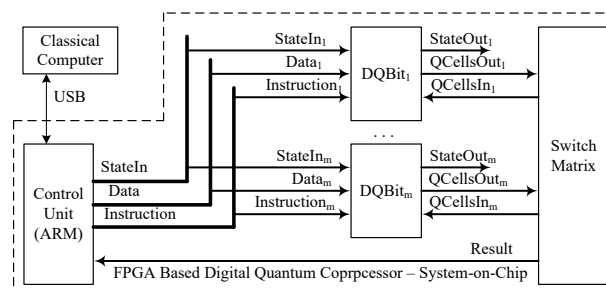 Classical
Computer
USB
StateIn
Data
Instruction
Control
Unit
(ARM)
StateIn1
Data1
Instruction1
DQBit1
StateOut1
QCellsOut1
QCellsIn1
. . .
StateInm
Datam
Instructionm
DQBitm
StateOutm
QCellsOutm
QCellsInm
Switch
Matrix
Result
FPGA Based Digital Quantum Coprpcessor – System-on-Chip